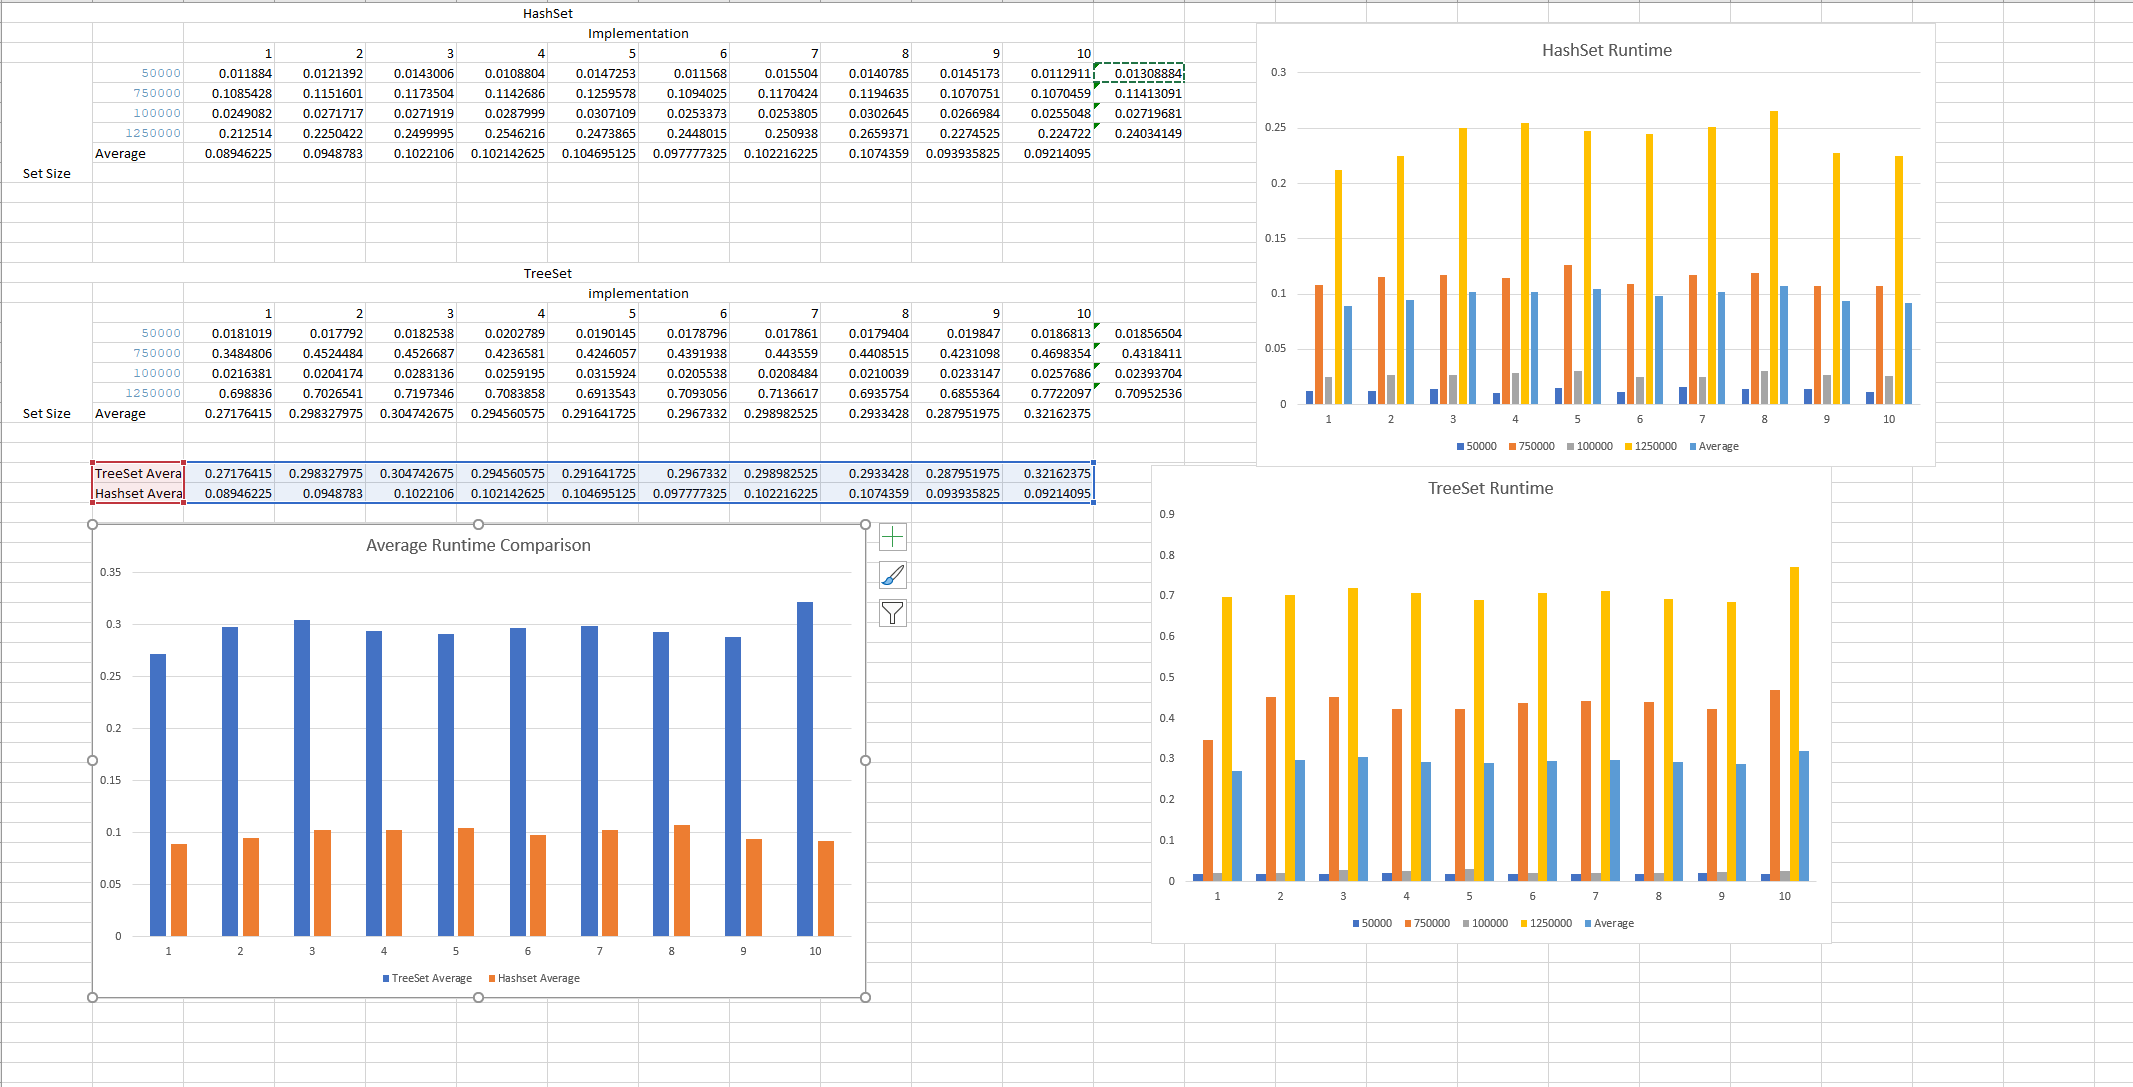 HashSet
Implementation
1 2 3 4 5 6 7 8 9 10
50000 0.011884 0.0121392 0.0143006 0.0108804 0.0147253 0.011568 0.015504 0.0140785 0.0145173 0.0112911 0.01308884
750000 0.1085428 0.1151601 0.1173504 0.1142686 0.1259578 0.1094025 0.1170424 0.1194635 0.1070751 0.1070459 0.11413091
100000 0.0249082 0.0271717 0.0271919 0.0287999 0.0307109 0.0253373 0.0253805 0.0302645 0.0266984 0.0255048 0.02719681
1250000 0.212514 0.2250422 0.2499995 0.2546216 0.2473865 0.2448015 0.250938 0.2659371 0.2274525 0.224722 0.24034149
Average 0.08946225 0.0948783 0.1022106 0.102142625 0.104695125 0.097777325 0.102216225 0.1074359 0.093935825 0.09214095
Set Size
TreeSet
implementation
1 2 3 4 5 6 7 8 9 10
50000 0.0181019 0.017792 0.0182538 0.0202789 0.0190145 0.0178796 0.017861 0.0179404 0.019847 0.0186813 0.01856504
750000 0.3484806 0.4524484 0.4526687 0.4236581 0.4246057 0.4391938 0.443559 0.4408515 0.4231098 0.4698354 0.4318411
100000 0.0216381 0.0204174 0.0283136 0.0259195 0.0315924 0.0205538 0.0208484 0.0210039 0.0233147 0.0257686 0.02393704
1250000 0.698836 0.7026541 0.7197346 0.7083858 0.6913543 0.7093056 0.7136617 0.6935754 0.6855364 0.7722097 0.70952536
Set Size Average 0.27176415 0.298327975 0.304742675 0.294560575 0.291641725 0.2967332 0.298982525 0.2933428 0.287951975 0.32162375
TreeSet Avera 0.27176415 0.298327975 0.304742675 0.294560575 0.291641725 0.2967332 0.298982525 0.2933428 0.287951975 0.32162375
Hashset Avera 0.08946225 0.0948783 0.1022106 0.102142625 0.104695125 0.097777325 0.102216225 0.1074359 0.093935825 0.09214095
Average Runtime Comparison
0.35
0.3
0.25
0.2
0.15
0.1
0.05
0
1 2 3 4 5 6 7 8 9 10
TreeSet Average Hashset Average
HashSet Runtime
0.3
0.25
0.2
0.15
0.1
0.05
0
1 2 3 4 5 6 7 8 9 10
50000 750000 100000 1250000 Average
TreeSet Runtime
0.9
0.8
0.7
0.6
0.5
0.4
0.3
0.2
0.1
0
1 2 3 4 5 6 7 8 9 10
50000 750000 100000 1250000 Average